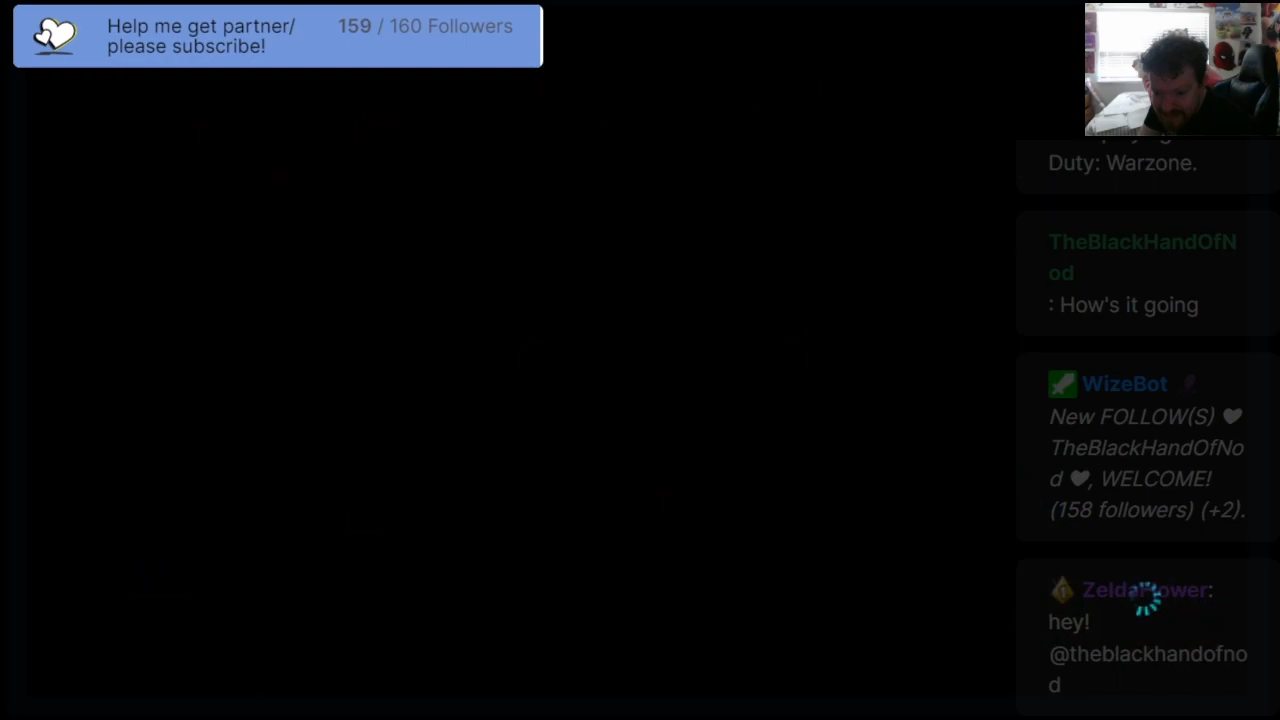 Help me get partner/
please subscribe!
159 / 160 Followers
Duty: Warzone.
TheBlackHandOfN
od
: How's it going
WizeBot
New FOLLOW(S) ♥
TheBlackHandOfNo
d ♥, WELCOME!
(158 followers) (+2).
ZeldaPower:
hey!
@theblackhandofno
d